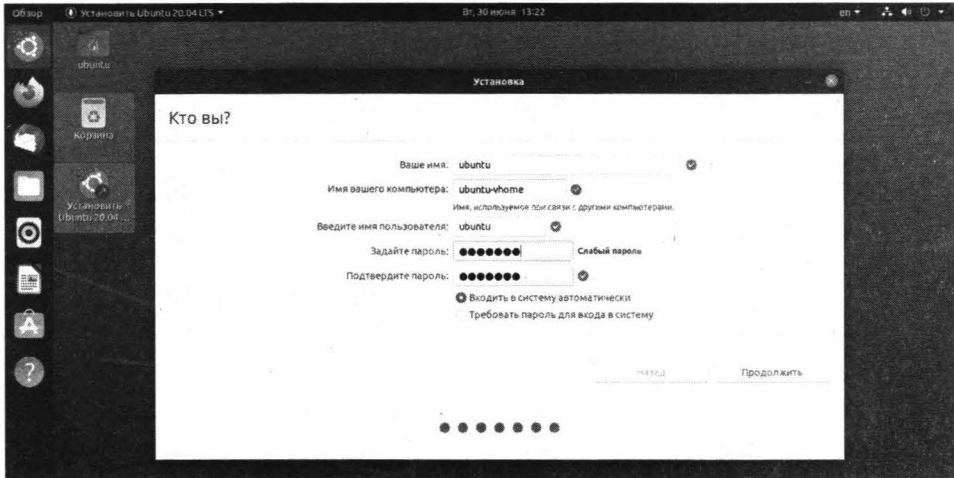 Обзор
Установить Ubuntu 20.04 LTS
Вт, 30 июня 13:22
en
ubuntu
Корзина
Установить
Ubuntu 20.04 ...
Установка
Кто вы?
Ваше имя: ubuntu
Имя вашего компьютера: ubuntu-vhome
Имя, используемое при связи с другими компьютерами.
Введите имя пользователя: ubuntu
Задайте пароль: ●●●●●●● Слабый пароль
Подтвердите пароль: ●●●●●●●
Входить в систему автоматически
Требовать пароль для входа в систему
Назад
Продолжить